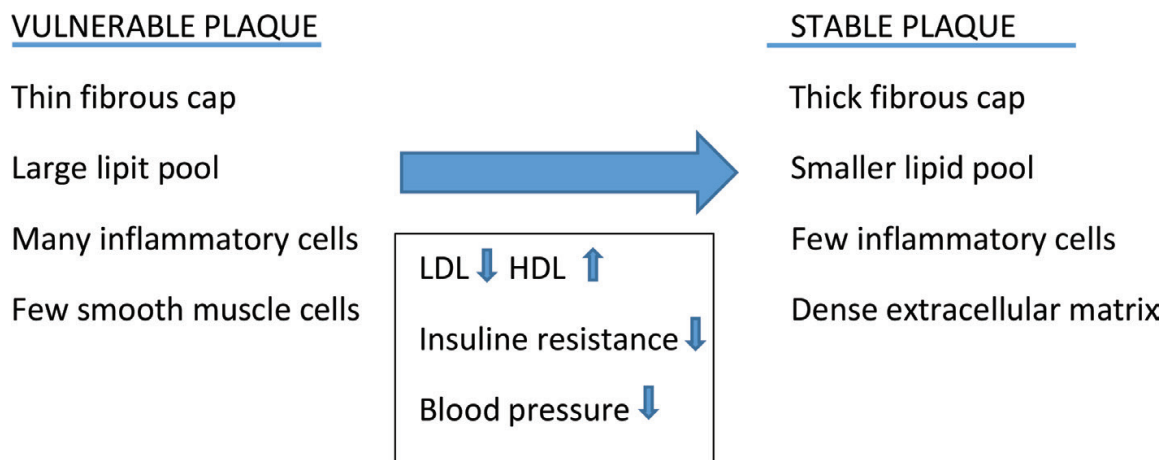 VULNERABLE PLAQUE
Thin fibrous cap
Large lipit pool
Many inflammatory cells
Few smooth muscle cells
LDL HDL
Insuline resistance
Blood pressure
STABLE PLAQUE
Thick fibrous cap
Smaller lipid pool
Few inflammatory cells
Dense extracellular matrix